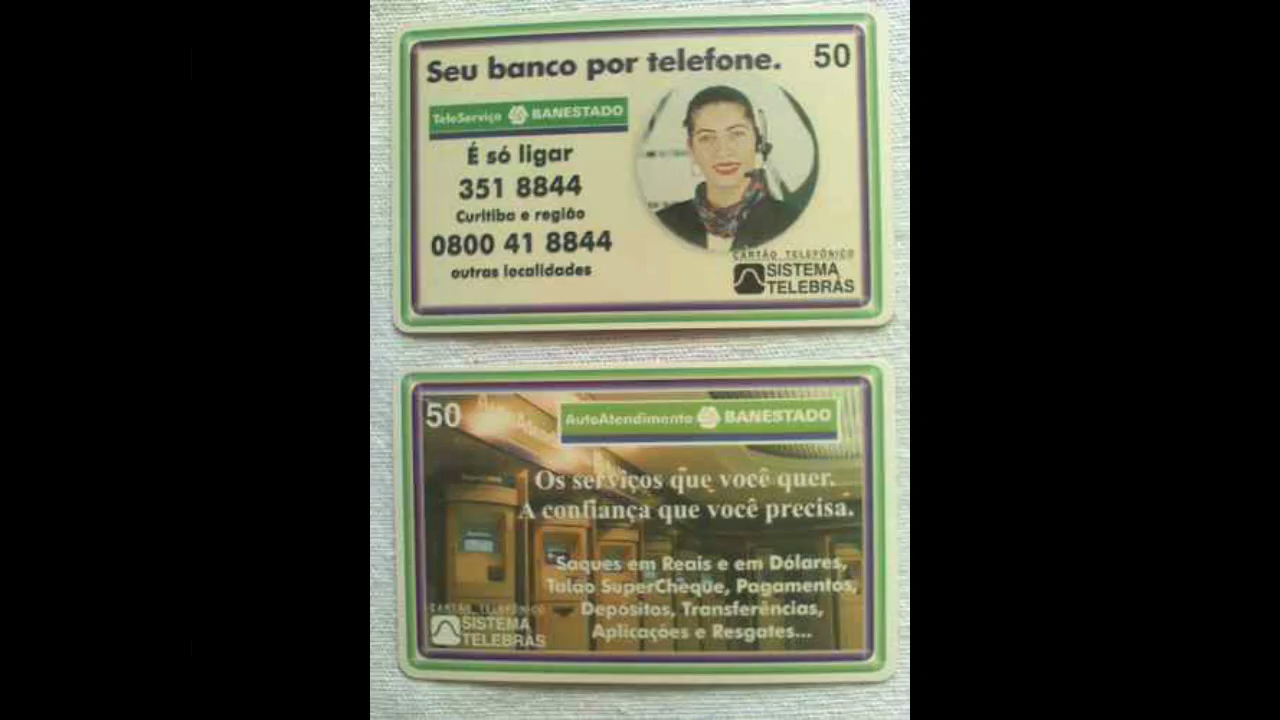 Seu banco por telefone. 50
TeleServiço BANESTADO
É só ligar
351 8844
Curitiba e região
0800 41 8844
outras localidades
CARTÃO TELEFÔNICO
SISTEMA
TELEBRÁS
50
AutoAtendimento BANESTADO
Os serviços que você quer.
A confiança que você precisa.
Saques em Reais e em Dólares,
Talão SuperCheque, Pagamentos,
Depósitos, Transferências,
Aplicações e Resgates...
CARTÃO TELEFÔNICO
SISTEMA
TELEBRÁS